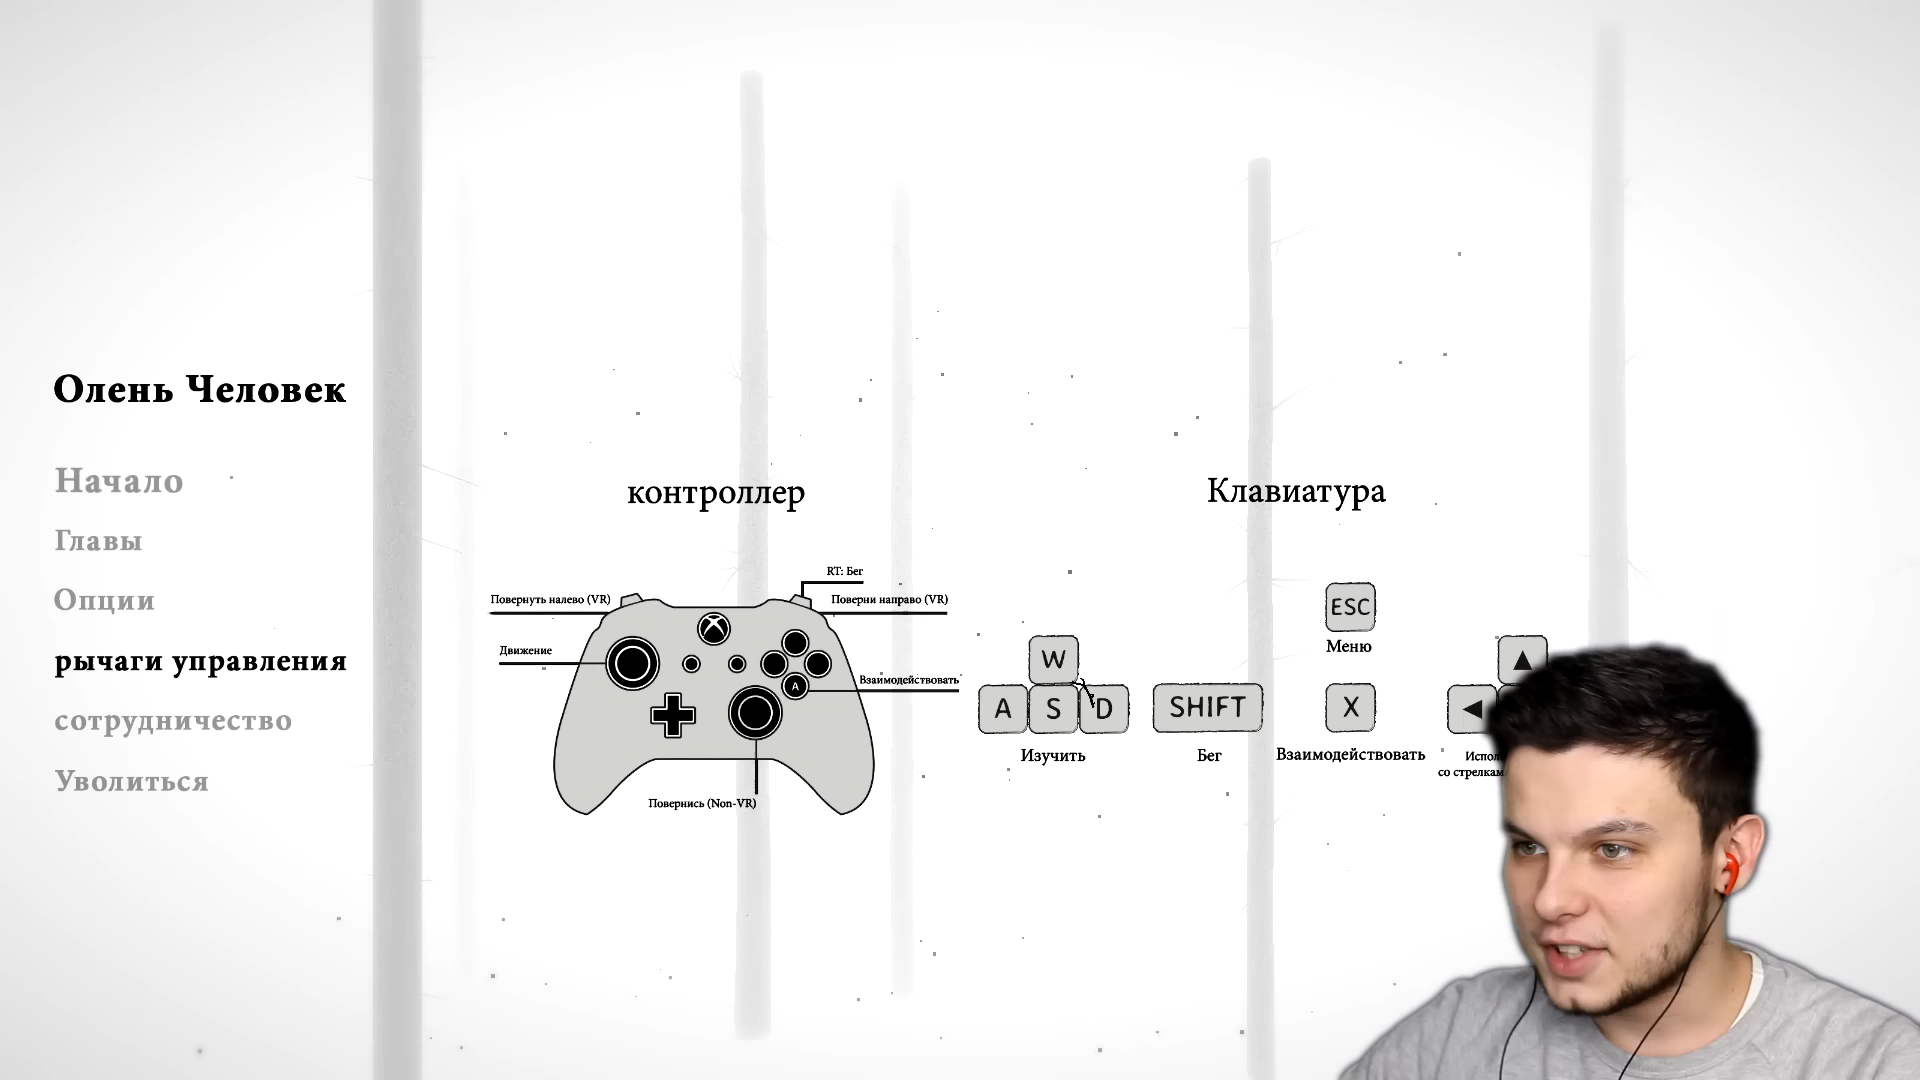 Олень Человек
Начало
Главы
Опции
рычаги управления
сотрудничество
Уволиться
контроллер
RT: Бег
Повернуть налево (VR)
Поверни направо (VR)
Движение
Взаимодействовать
A
Повернись (Non-VR)
Клавиатура
ESC
Меню
W
A S D
SHIFT
X
Изучить
Бег
Взаимодействовать
со